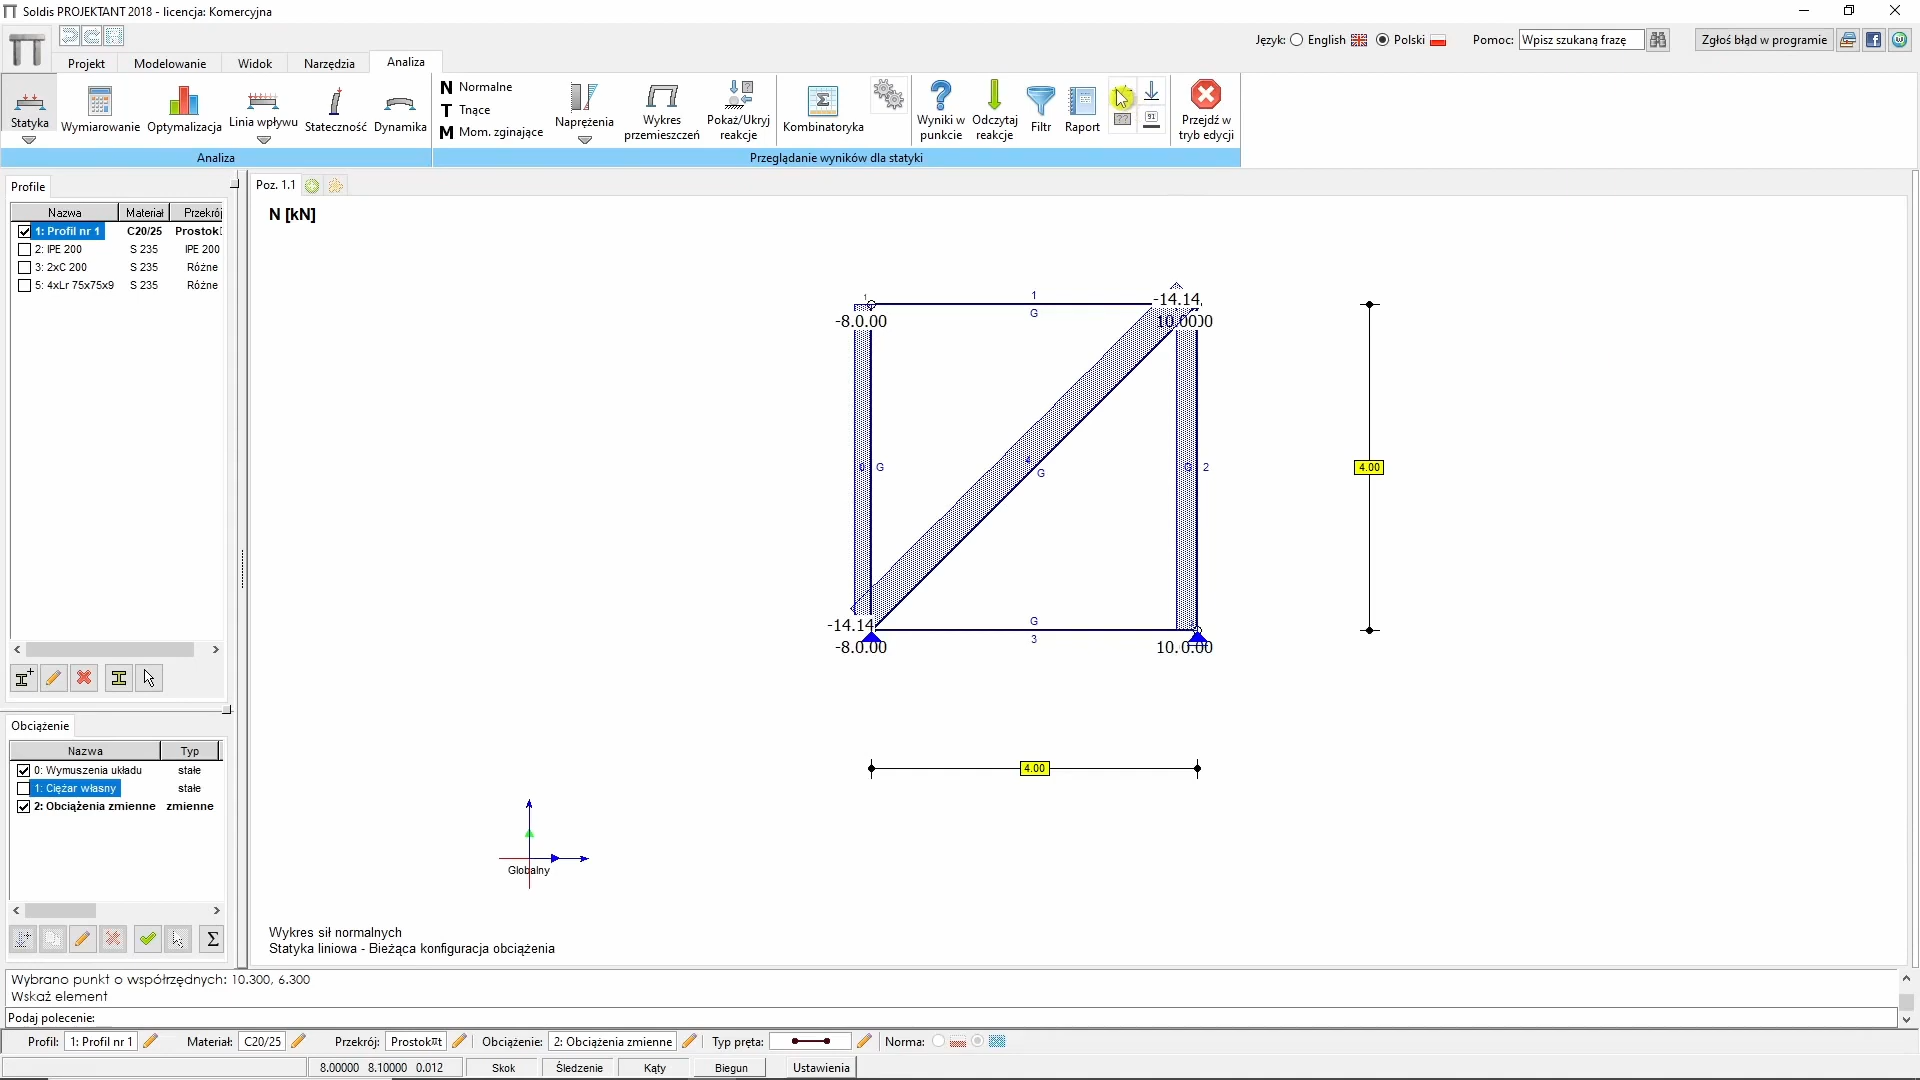 Soldis PROJEKTANT 2018 - licencja: Komercyjna
Język: English Polski Pomoc: Wpisz szukaną frazę Zgłoś błąd w programie
Projekt Modelowanie Widok Narzędzia Analiza
Statyka Wymiarowanie Optymalizacja Linia wpływu Stateczność Dynamika
N Normalne
T Tnące
M Mom. zginające
Naprężenia
Wykres przemieszczeń
Pokaż/Ukryj reakcje
Kombinatoryka
Wyniki w punkcie
Odczytaj reakcje
Filtr
Raport
Przejdź w tryb edycji
Analiza Przeglądanie wyników dla statyki
Profile
Nazwa Materiał Przekrój
1: Profil nr 1 C20/25
2: IPE 200 S 235 IPE 200
3: 2xC 200 S 235 Różne
5: 4xLr 75x75x9 S 235 Różne
Poz. 1.1
N [kN]
1
1
G
-14.14
-8.0.00
4.00
0 G
4
G
G 2
-14.14
G
3
-8.0.00
10.0.00
4.00
Globalny
Wykres sił normalnych
Statyka liniowa - Bieżąca konfiguracja obciążenia
Obciążenie
Nazwa Typ
0: Wymuszenia układu stałe
1: Ciężar własny stałe
2: Obciążenia zmienne zmienne
Σ
Wybrano punkt o współrzędnych: 10.300, 6.300
Wskaż element
Podaj polecenie:
Profil: 1: Profil nr 1 Materiał: C20/25 Przekrój: Obciążenie: 2: Obciążenia zmienne Typ pręta: Norma:
8.00000 8.10000 0.012 Skok Śledzenie Kąty Biegun Ustawienia